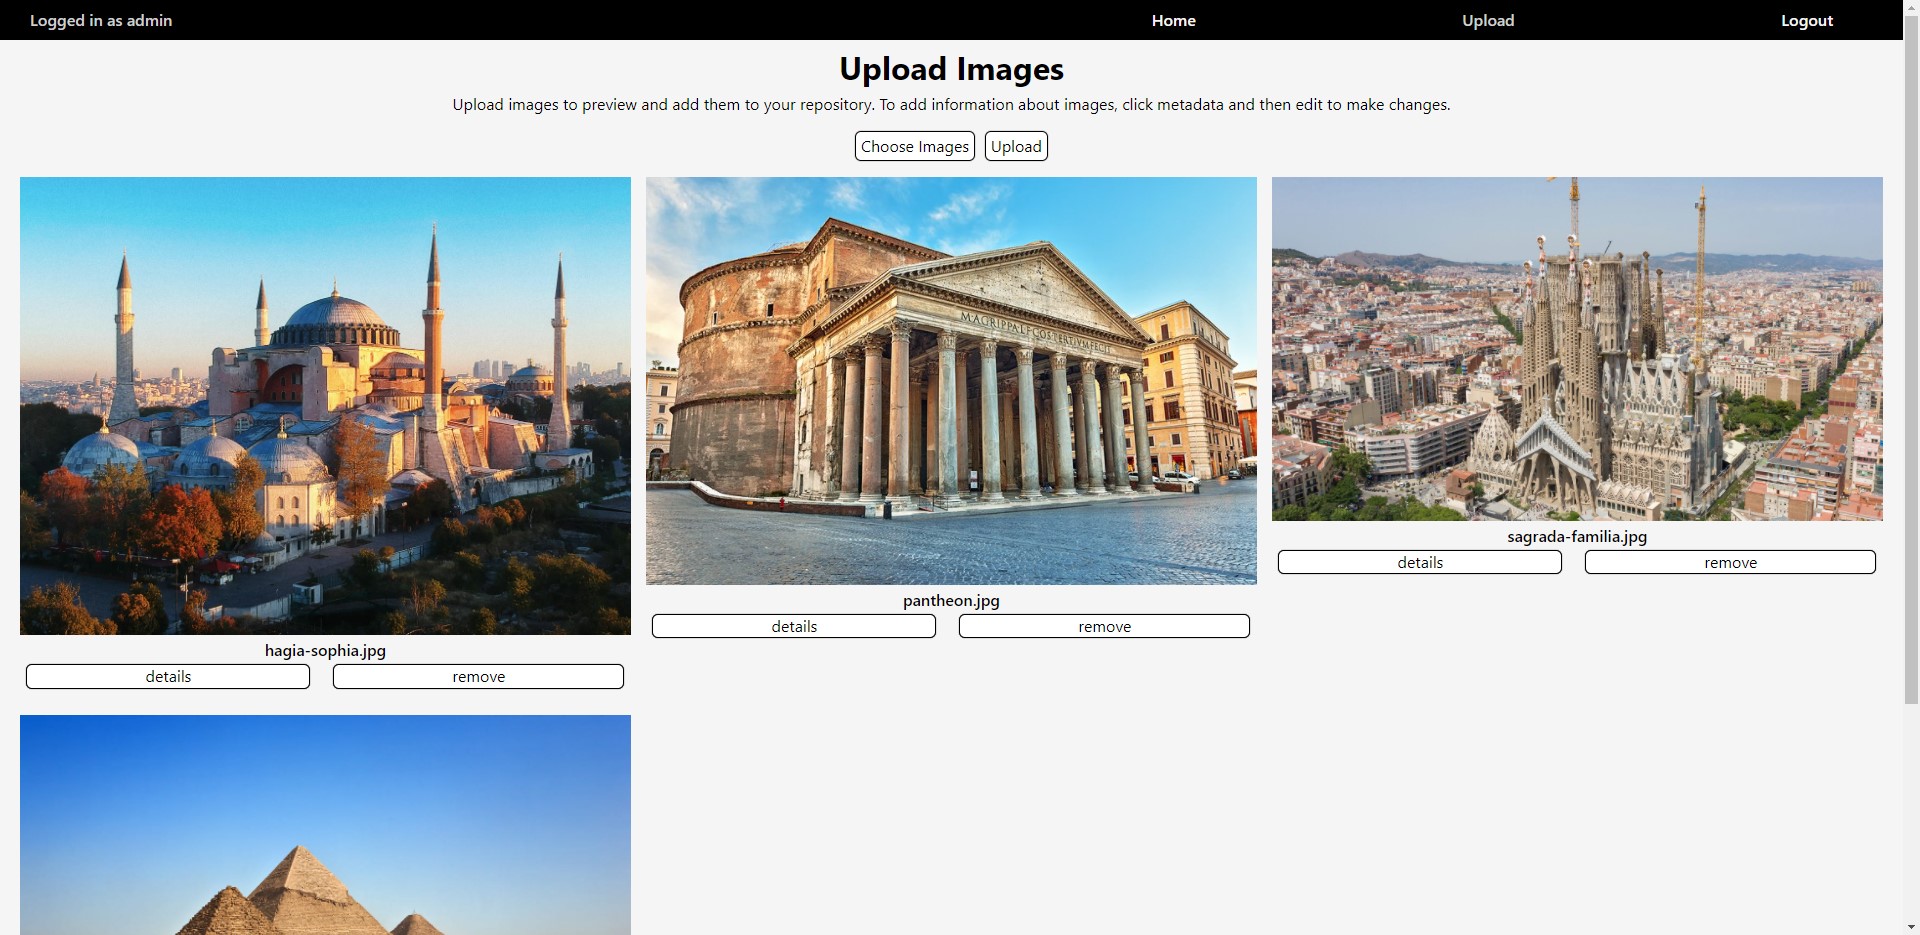 Logged in as admin
Home
Upload
Logout
Upload Images
Upload images to preview and add them to your repository. To add information about images, click metadata and then edit to make changes.
Choose Images
Upload
M·AGRIPPA·L·F·COS·TERTIVM·FECIT
hagia-sophia.jpg
details
remove
pantheon.jpg
details
remove
sagrada-familia.jpg
details
remove